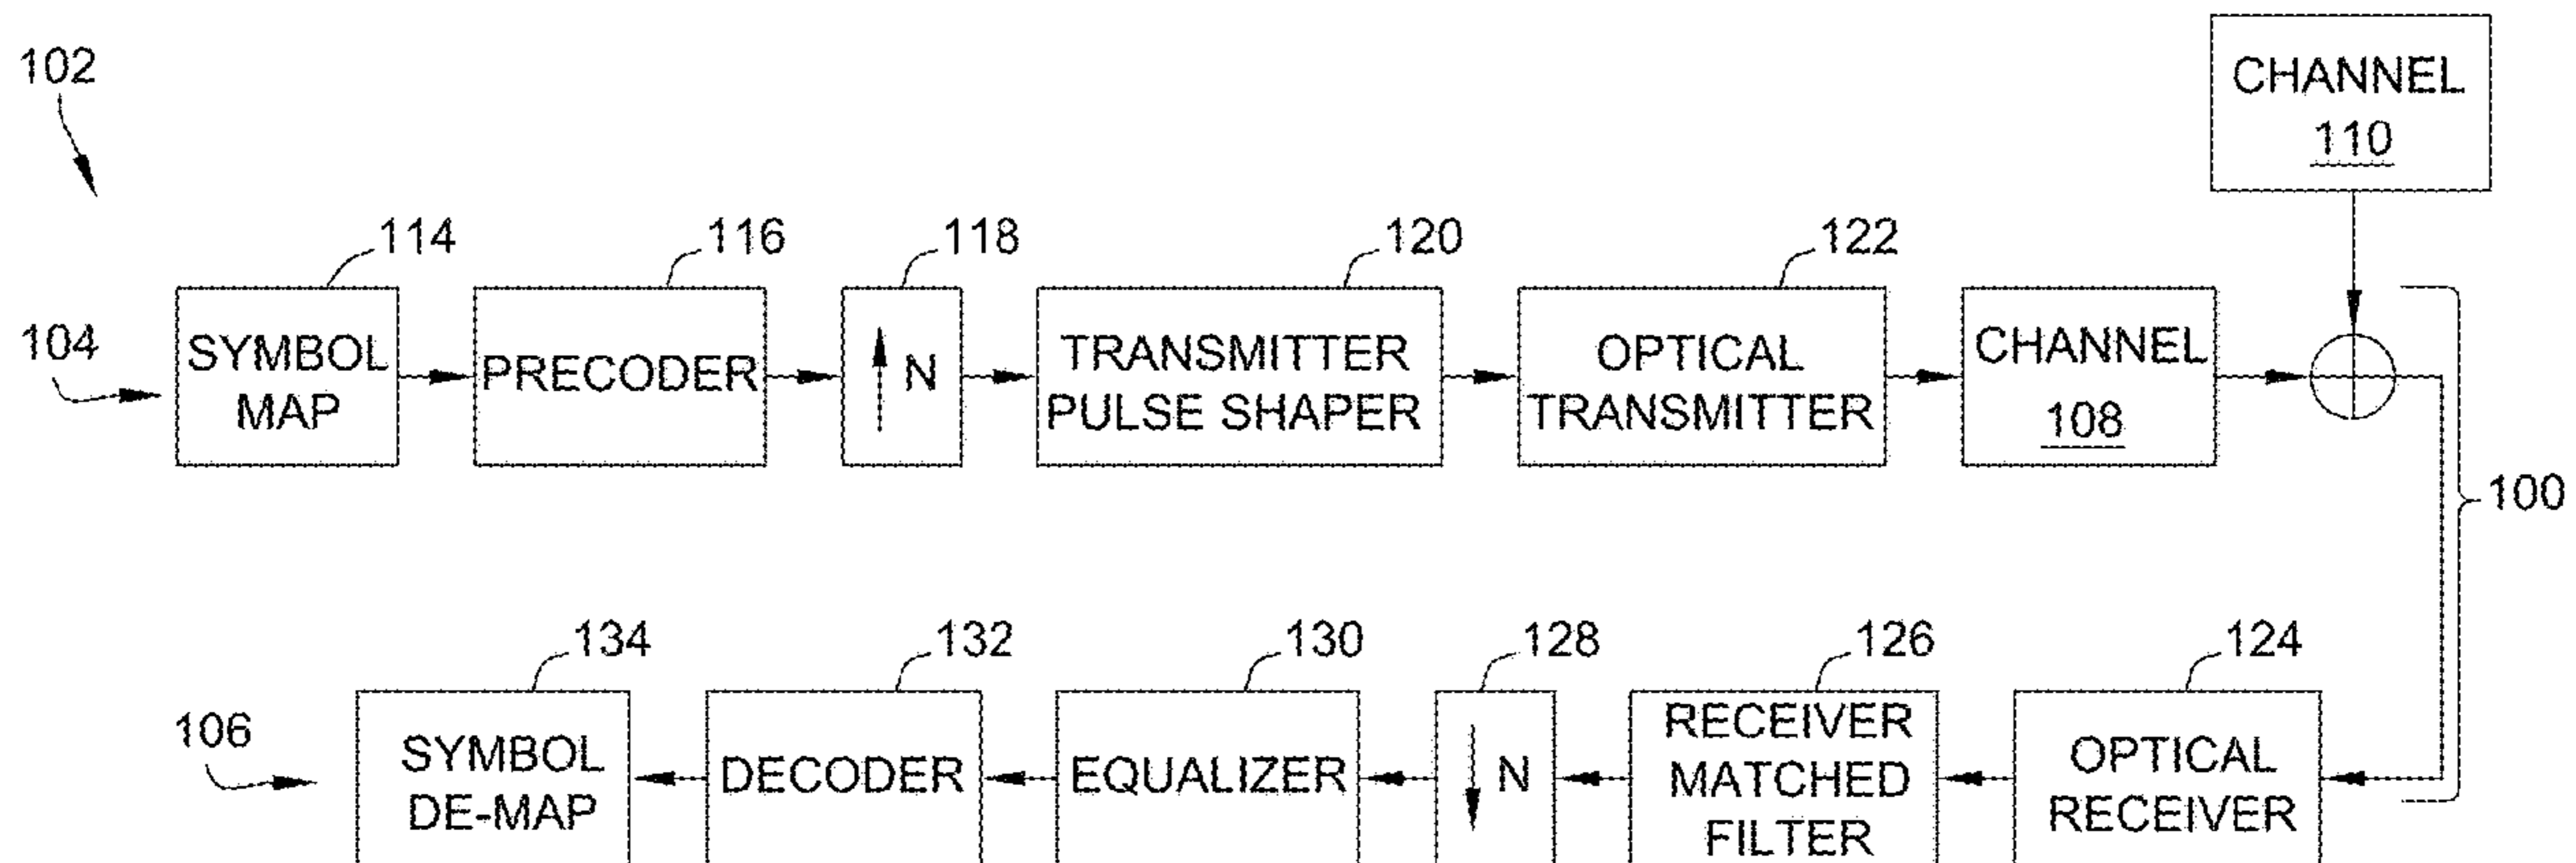 102
CHANNEL
110
114
116
118
120
122
104
SYMBOL
MAP
PRECODER
N
TRANSMITTER
PULSE SHAPER
OPTICAL
TRANSMITTER
CHANNEL
108
100
134
132
130
128
126
124
106
SYMBOL
DE-MAP
DECODER
EQUALIZER
N
RECEIVER
MATCHED
FILTER
OPTICAL
RECEIVER